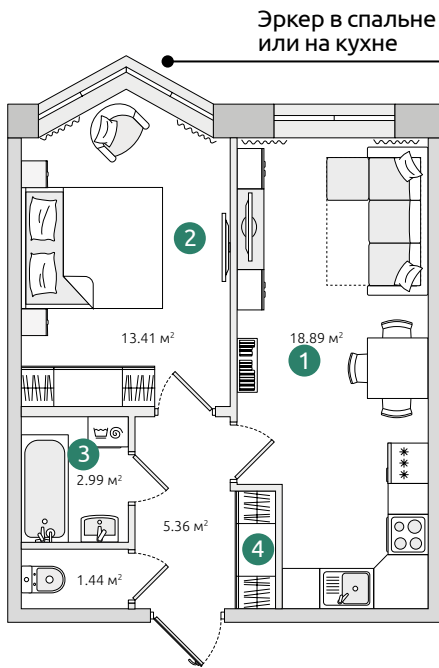 Эркер в спальне
или на кухне
2
13.41 м²
18.89 м²
1
3
2.99 м²
5.36 м²
4
1.44 м²